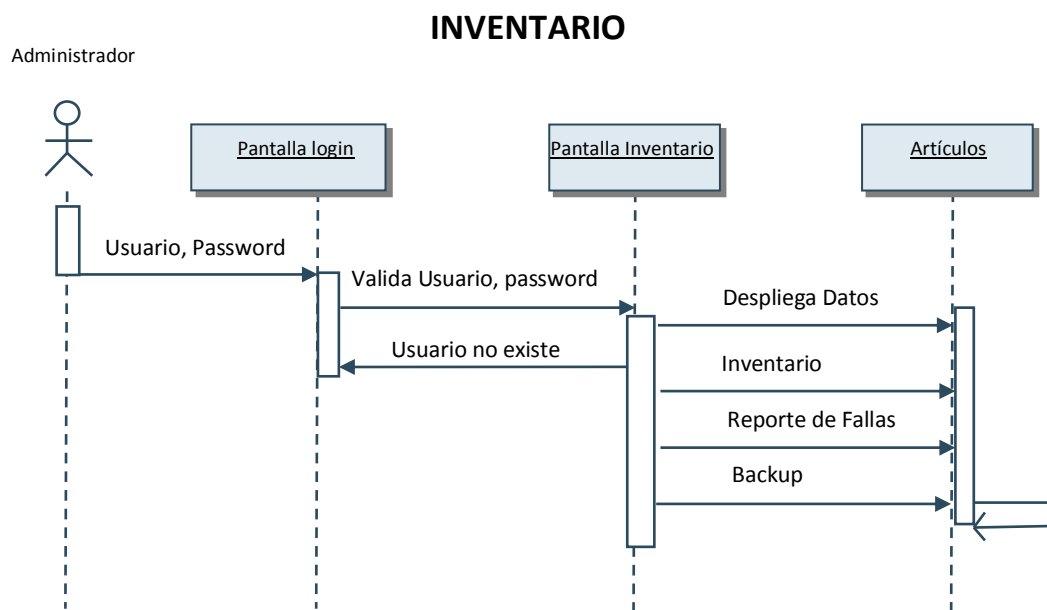 INVENTARIO
Administrador
Pantalla login
Pantalla Inventario
Artículos
Usuario, Password
Valida Usuario, password
Despliega Datos
Usuario no existe
Inventario
Reporte de Fallas
Backup